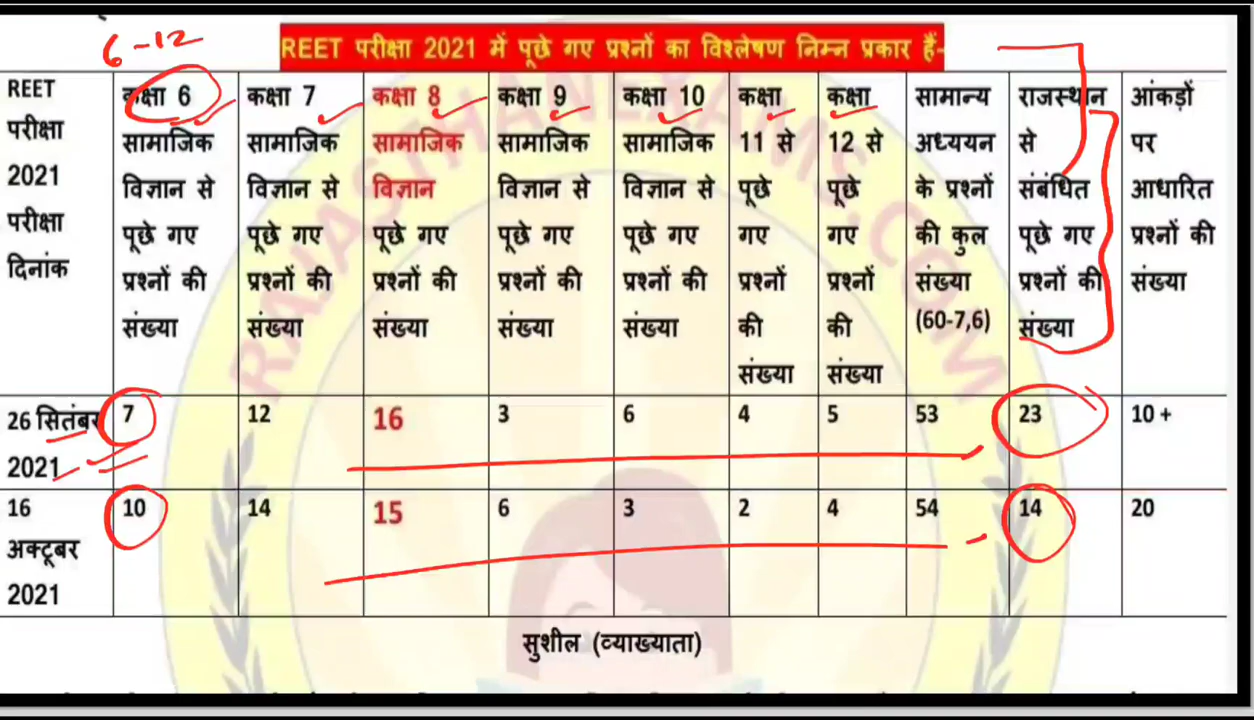 6-12
REET परीक्षा 2021 में पूछे गए प्रश्नों का विश्लेषण निम्न प्रकार हैं-
REET परीक्षा 2021 परीक्षा दिनांक
कक्षा 6 सामाजिक विज्ञान से पूछे गए प्रश्नों की संख्या
कक्षा 7 सामाजिक विज्ञान से पूछे गए प्रश्नों की संख्या
कक्षा 8 सामाजिक विज्ञान पूछे गए प्रश्नों की संख्या
कक्षा 9 सामाजिक विज्ञान से पूछे गए प्रश्नों की संख्या
कक्षा 10 सामाजिक विज्ञान से पूछे गए प्रश्नों की संख्या
कक्षा 11 से पूछे गए प्रश्नों की संख्या
कक्षा 12 से पूछे गए प्रश्नों की संख्या
सामान्य अध्ययन के प्रश्नों की कुल संख्या (60-7,6)
राजस्थान से संबंधित पूछे गए प्रश्नों की संख्या
आंकड़ों पर आधारित प्रश्नों की संख्या
26 सितंबर 2021 7 12 16 3 6 4 5 53 23 10 +
16 अक्टूबर 2021 10 14 15 6 3 2 4 54 14 20
सुशील (व्याख्याता)
RAJASTHANEXAMS.COM